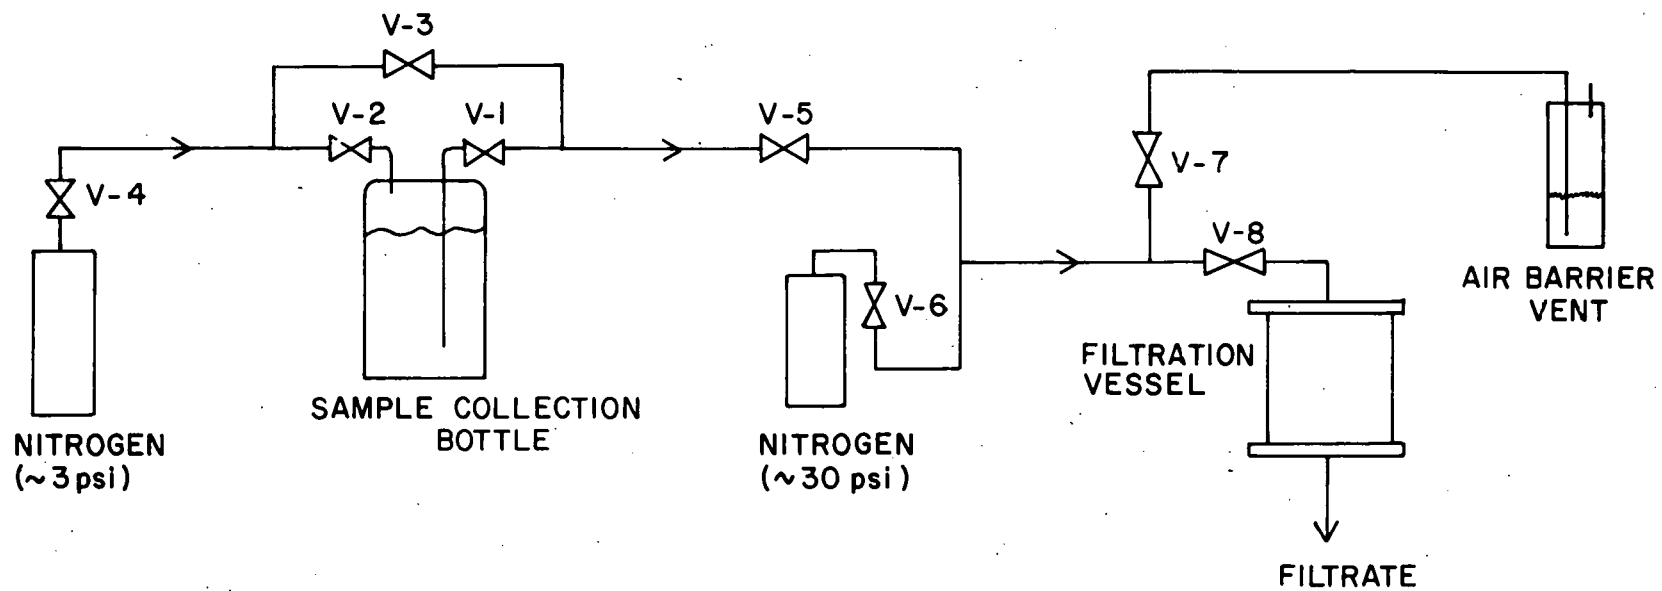 V-3
V-2
V-1
V-5
V-4
V-7
V-8
V-6
AIR BARRIER
VENT
FILTRATION
VESSEL
SAMPLE COLLECTION
BOTTLE
NITROGEN
(~3 psi)
NITROGEN
(~30 psi)
FILTRATE